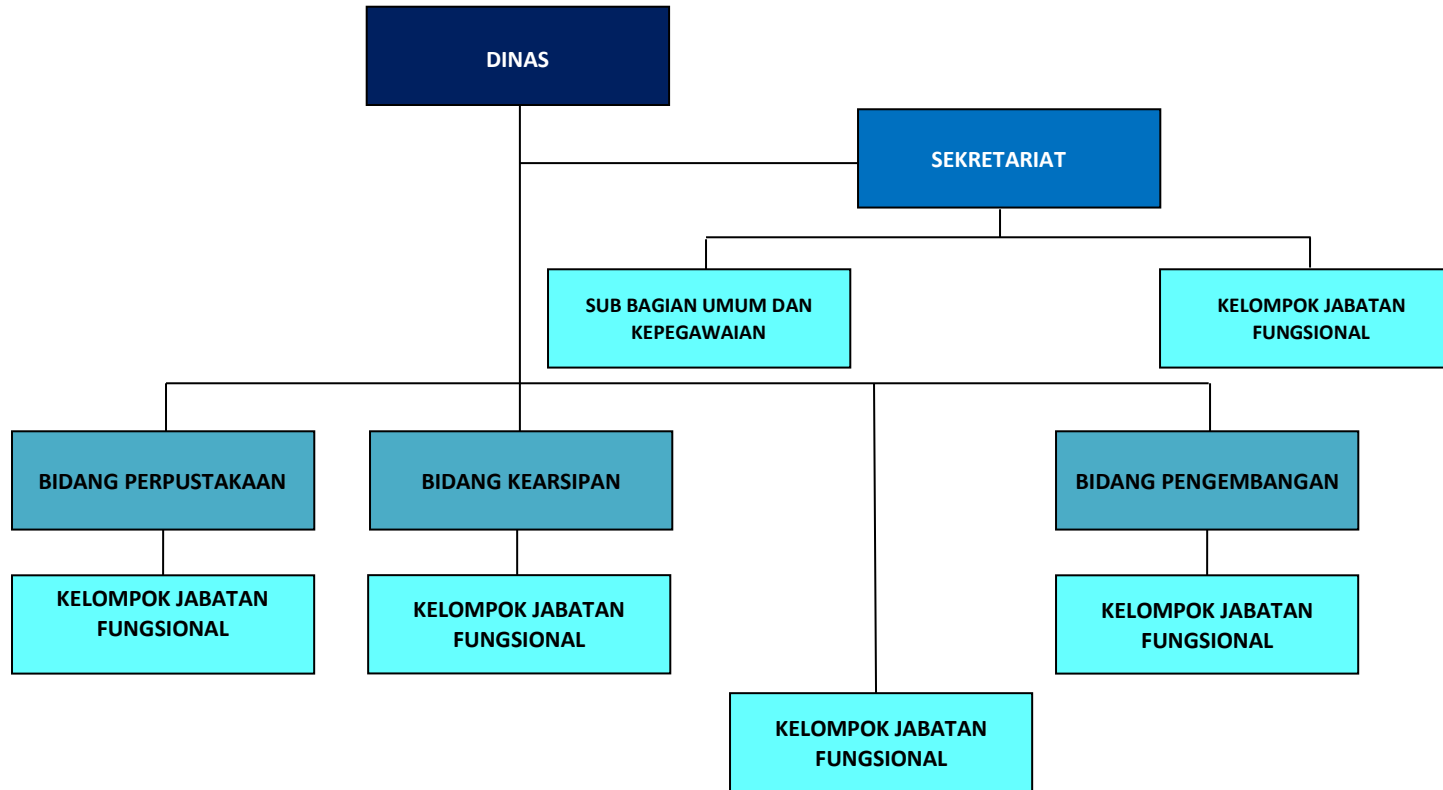 DINAS
SEKRETARIAT
SUB BAGIAN UMUM DAN
KEPEGAWAIAN
KELOMPOK JABATAN
FUNGSIONAL
BIDANG PERPUSTAKAAN
BIDANG KEARSIPAN
BIDANG PENGEMBANGAN
KELOMPOK JABATAN
FUNGSIONAL
KELOMPOK JABATAN
FUNGSIONAL
KELOMPOK JABATAN
FUNGSIONAL
KELOMPOK JABATAN
FUNGSIONAL